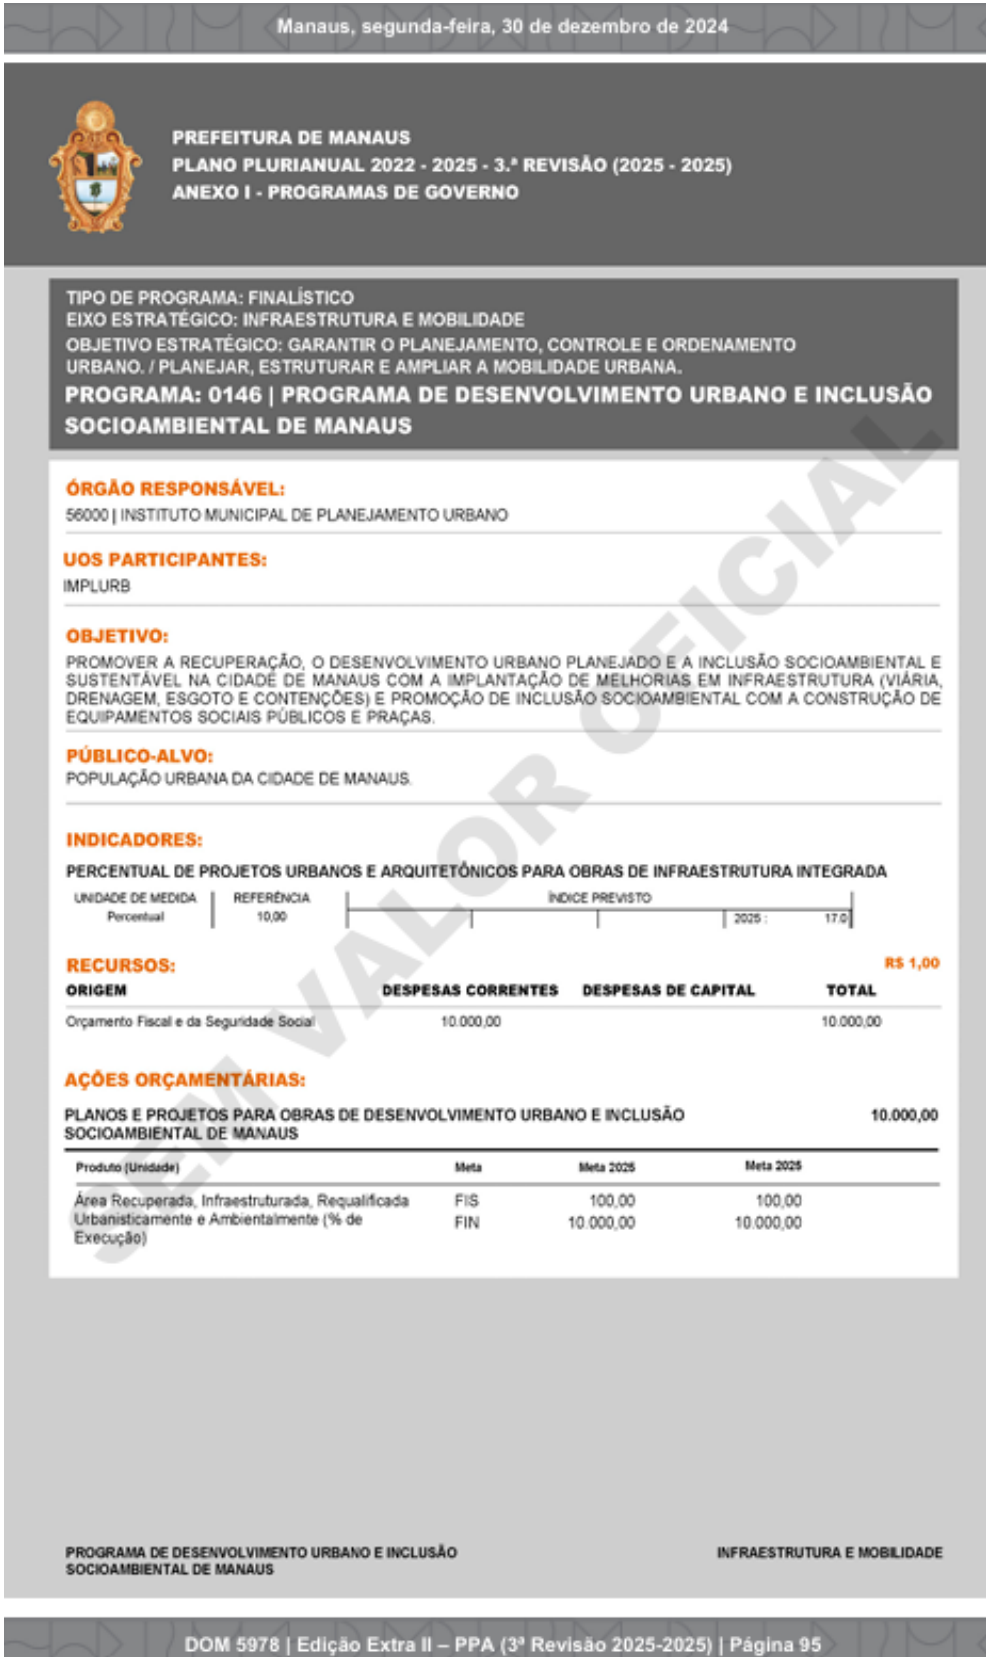 Manaus, segunda-feira, 30 de dezembro de 2024
PREFEITURA DE MANAUS
PLANO PLURIANUAL 2022 - 2025 - 3.ª REVISÃO (2025 - 2025)
ANEXO I - PROGRAMAS DE GOVERNO
TIPO DE PROGRAMA: FINALÍSTICO
EIXO ESTRATÉGICO: INFRAESTRUTURA E MOBILIDADE
OBJETIVO ESTRATÉGICO: GARANTIR O PLANEJAMENTO, CONTROLE E ORDENAMENTO
URBANO. / PLANEJAR, ESTRUTURAR E AMPLIAR A MOBILIDADE URBANA.
PROGRAMA: 0146 | PROGRAMA DE DESENVOLVIMENTO URBANO E INCLUSÃO
SOCIOAMBIENTAL DE MANAUS
ÓRGÃO RESPONSÁVEL:
56000 | INSTITUTO MUNICIPAL DE PLANEJAMENTO URBANO
UOS PARTICIPANTES:
IMPLURB
OBJETIVO:
PROMOVER A RECUPERAÇÃO, O DESENVOLVIMENTO URBANO PLANEJADO E A INCLUSÃO SOCIOAMBIENTAL E
SUSTENTÁVEL NA CIDADE DE MANAUS COM A IMPLANTAÇÃO DE MELHORIAS EM INFRAESTRUTURA (VIÁRIA,
DRENAGEM, ESGOTO E CONTENÇÕES) E PROMOÇÃO DE INCLUSÃO SOCIOAMBIENTAL COM A CONSTRUÇÃO DE
EQUIPAMENTOS SOCIAIS PÚBLICOS E PRAÇAS.
PÚBLICO-ALVO:
POPULAÇÃO URBANA DA CIDADE DE MANAUS.
INDICADORES:
PERCENTUAL DE PROJETOS URBANOS E ARQUITETÔNICOS PARA OBRAS DE INFRAESTRUTURA INTEGRADA
UNIDADE DE MEDIDA REFERÊNCIA ÍNDICE PREVISTO
Percentual 10,00 2025 : 17.0
RECURSOS: R$ 1,00
ORIGEM DESPESAS CORRENTES DESPESAS DE CAPITAL TOTAL
Orçamento Fiscal e da Seguridade Social 10.000,00 10.000,00
AÇÕES ORÇAMENTÁRIAS:
PLANOS E PROJETOS PARA OBRAS DE DESENVOLVIMENTO URBANO E INCLUSÃO 10.000,00
SOCIOAMBIENTAL DE MANAUS
Produto (Unidade) Meta Meta 2025 Meta 2025
Área Recuperada, Infraestruturada, Requalificada FIS 100,00 100,00
Urbanisticamente e Ambientalmente (% de FIN 10.000,00 10.000,00
Execução)
SEM VALOR OFICIAL
PROGRAMA DE DESENVOLVIMENTO URBANO E INCLUSÃO INFRAESTRUTURA E MOBILIDADE
SOCIOAMBIENTAL DE MANAUS
DOM 5978 | Edição Extra II – PPA (3ª Revisão 2025-2025) | Página 95